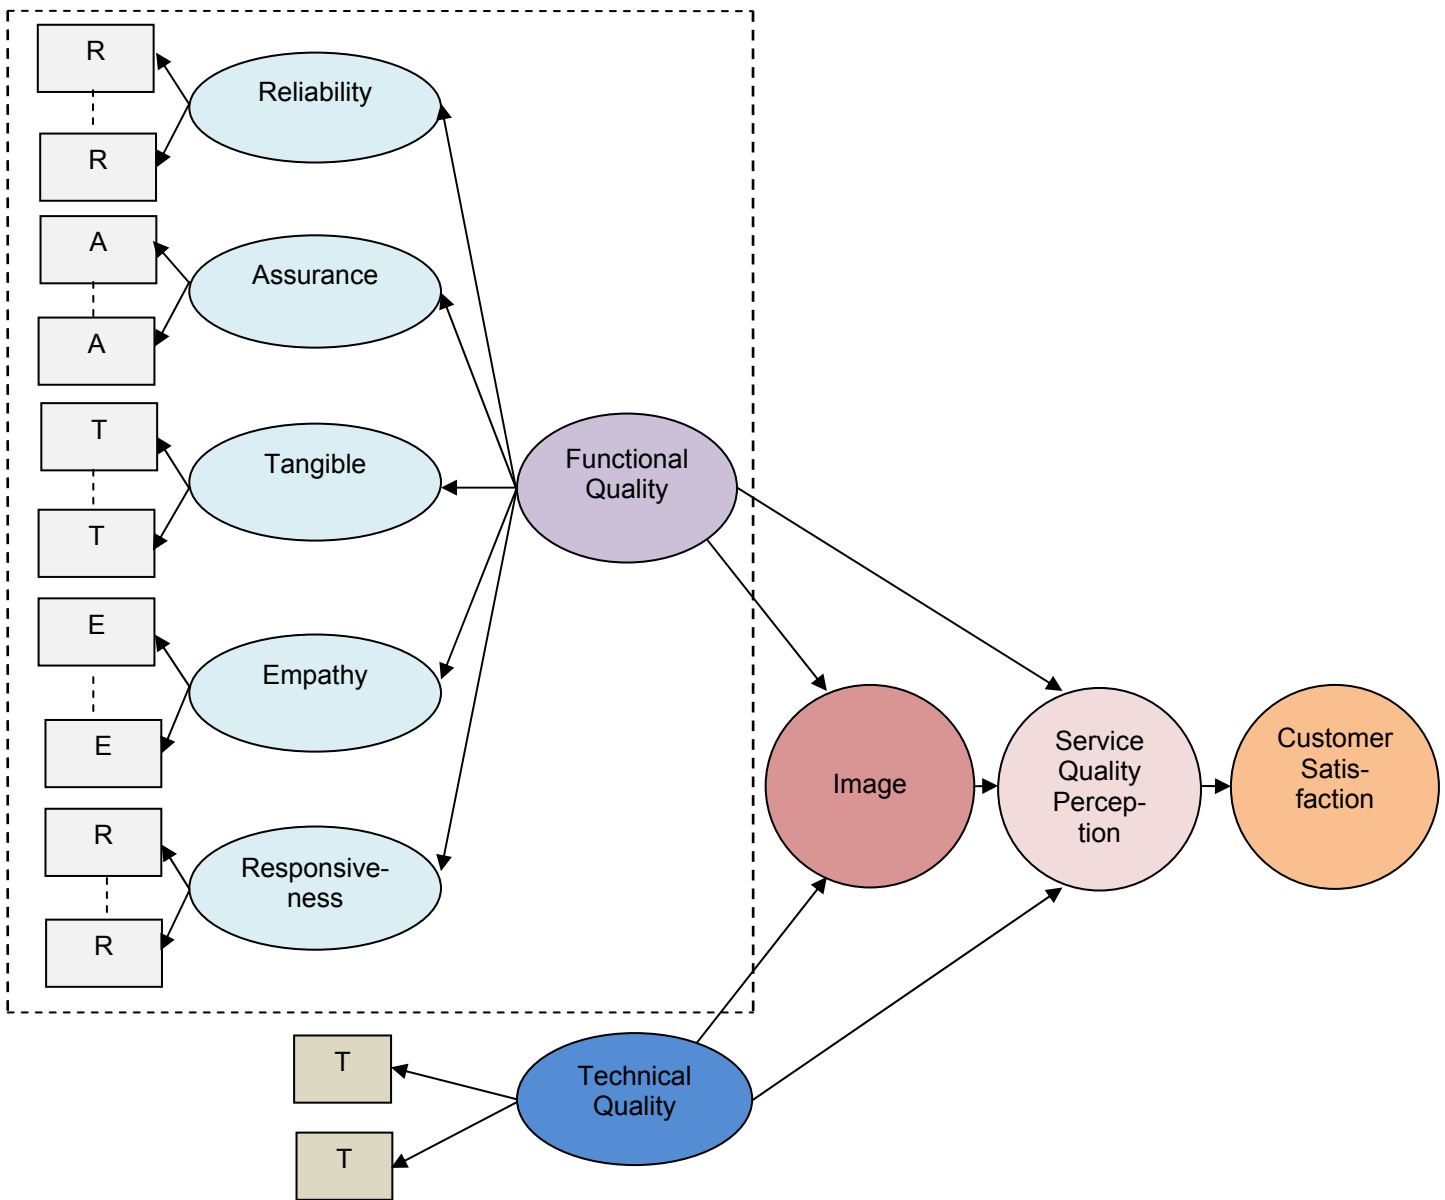 R
Reliability
R
A
Assurance
A
T
Tangible
T
Functional
Quality
E
Empathy
E
Image
Service
Quality
Percep-
tion
Customer
Satis-
faction
R
Responsive-
ness
R
T
Technical
Quality
T